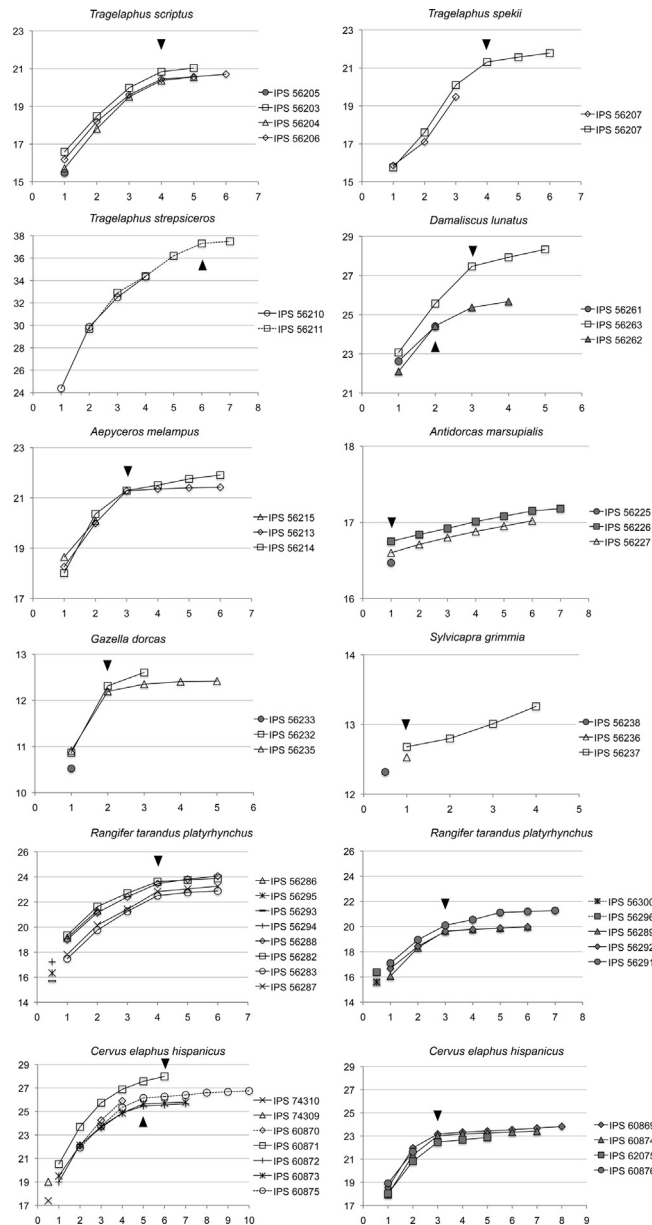 Tragelaphus scriptus
23
21
19
17
15
0 1 2 3 4 5 6 7
IPS 56205
IPS 56203
IPS 56204
IPS 56206
Tragelaphus spekii
23
21
19
17
15
0 1 2 3 4 5 6 7
IPS 56207
IPS 56207
Tragelaphus strepsiceros
38
36
34
32
30
28
26
24
0 1 2 3 4 5 6 7 8
IPS 56210
IPS 56211
Damaliscus lunatus
29
27
25
23
21
0 1 2 3 4 5 6
IPS 56261
IPS 56263
IPS 56262
Aepyceros melampus
23
21
19
17
0 1 2 3 4 5 6 7
IPS 56215
IPS 56213
IPS 56214
Antidorcas marsupialis
18
17
16
0 1 2 3 4 5 6 7 8
IPS 56225
IPS 56226
IPS 56227
Gazella dorcas
13
12
11
10
0 1 2 3 4 5 6
IPS 56233
IPS 56232
IPS 56235
Sylvicapra grimmia
14
13
12
0 1 2 3 4 5
IPS 56238
IPS 56236
IPS 56237
Rangifer tarandus platyrhynchus
26
24
22
20
18
16
14
0 1 2 3 4 5 6 7
IPS 56286
IPS 56295
IPS 56293
IPS 56294
IPS 56288
IPS 56282
IPS 56283
IPS 56287
Rangifer tarandus platyrhynchus
26
24
22
20
18
16
14
0 1 2 3 4 5 6 7 8
IPS 56300
IPS 56296
IPS 56289
IPS 56292
IPS 56291
Cervus elaphus hispanicus
29
27
25
23
21
19
17
0 1 2 3 4 5 6 7 8 9 10
IPS 74310
IPS 74309
IPS 60870
IPS 60871
IPS 60872
IPS 60873
IPS 60875
Cervus elaphus hispanicus
29
27
25
23
21
19
17
0 1 2 3 4 5 6 7 8 9
IPS 60869
IPS 60874
IPS 62075
IPS 60876